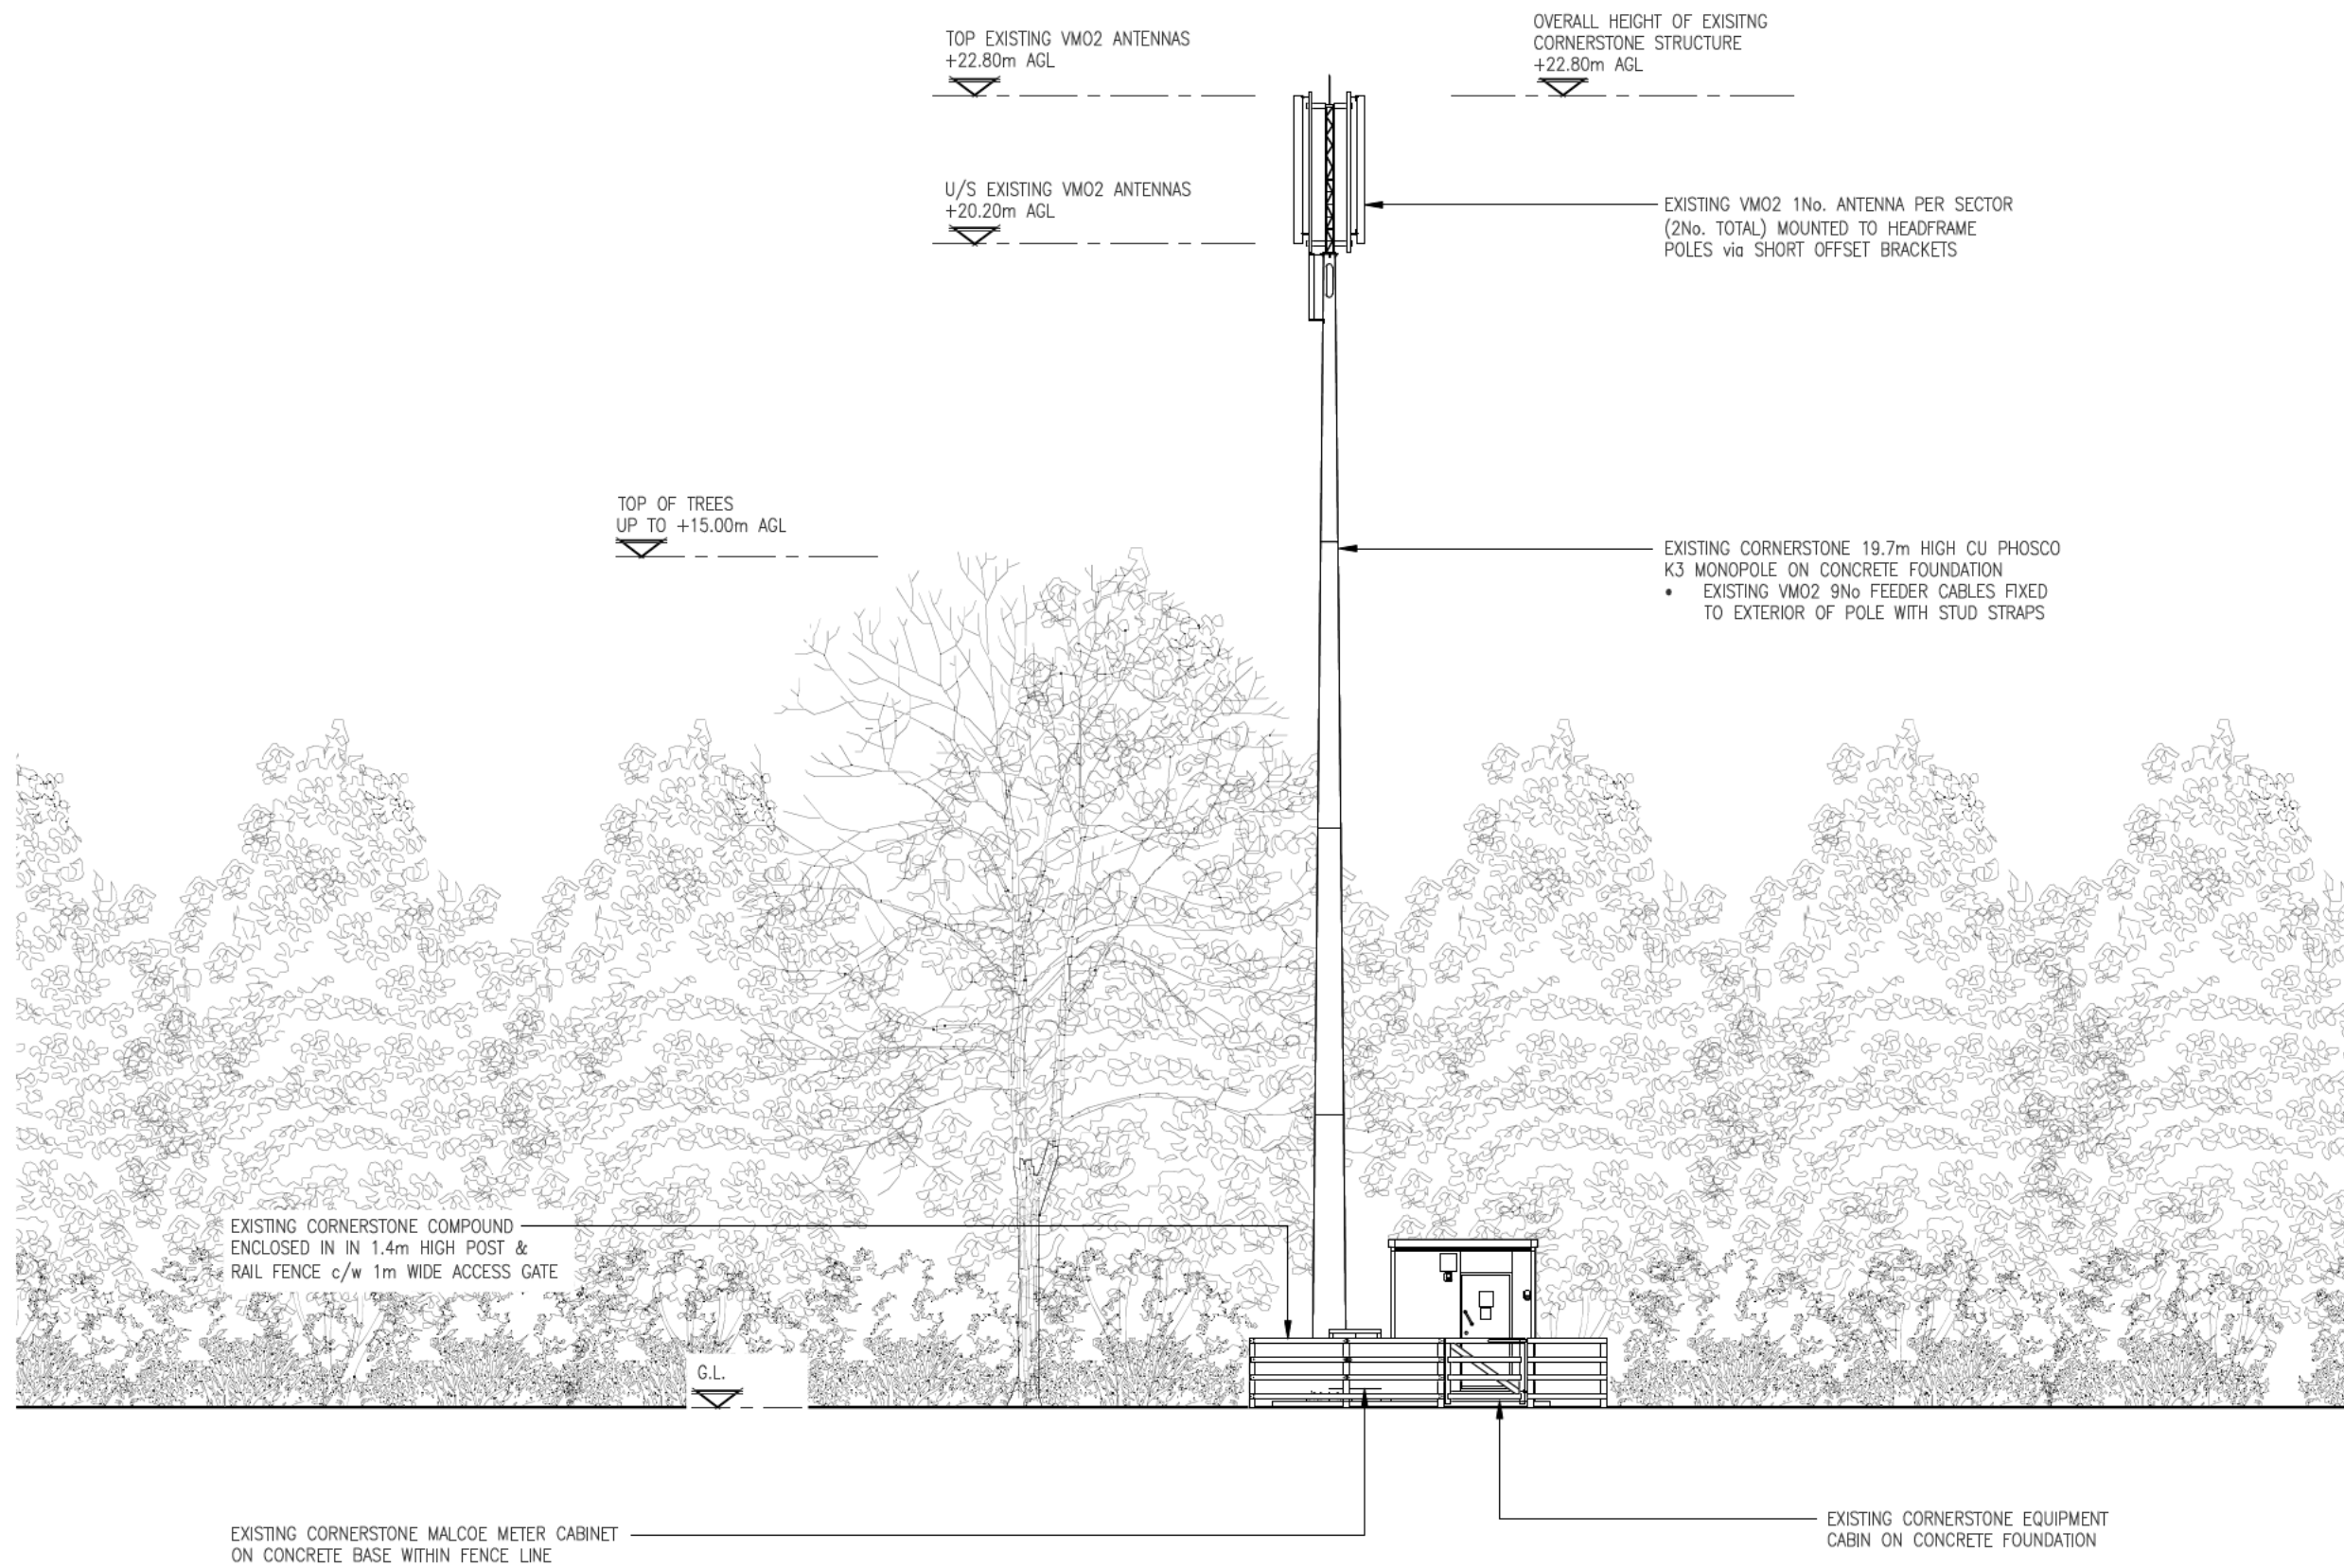 TOP EXISTING VMO2 ANTENNAS
+22.80m AGL
OVERALL HEIGHT OF EXISITNG
CORNERSTONE STRUCTURE
+22.80m AGL
U/S EXISTING VMO2 ANTENNAS
+20.20m AGL
EXISTING VMO2 1No. ANTENNA PER SECTOR
(2No. TOTAL) MOUNTED TO HEADFRAME
POLES via SHORT OFFSET BRACKETS
TOP OF TREES
UP TO +15.00m AGL
EXISTING CORNERSTONE 19.7m HIGH CU PHOSCO
K3 MONOPOLE ON CONCRETE FOUNDATION
• EXISTING VMO2 9No FEEDER CABLES FIXED
TO EXTERIOR OF POLE WITH STUD STRAPS
EXISTING CORNERSTONE COMPOUND
ENCLOSED IN IN 1.4m HIGH POST &
RAIL FENCE c/w 1m WIDE ACCESS GATE
G.L.
EXISTING CORNERSTONE MALCOE METER CABINET
ON CONCRETE BASE WITHIN FENCE LINE
EXISTING CORNERSTONE EQUIPMENT
CABIN ON CONCRETE FOUNDATION